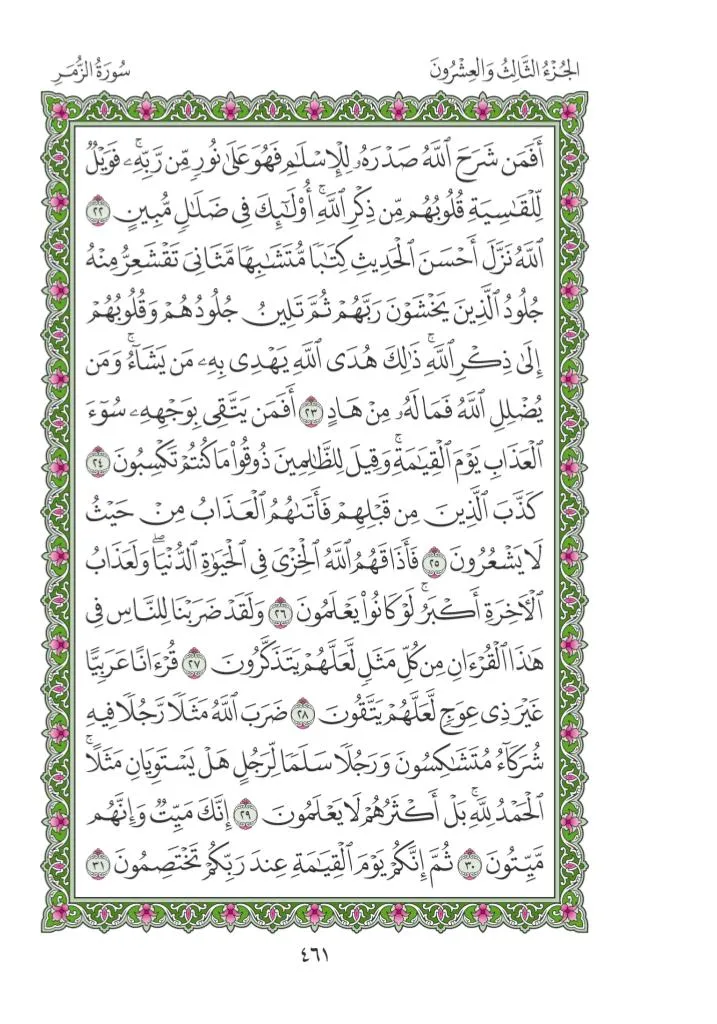 الجُزْءُ الثَّالِثُ وَالعِشْرُونَ
سُورَةُ الزُّمَرِ
أَفَمَن شَرَحَ ٱللَّهُ صَدْرَهُۥ لِلْإِسْلَٰمِ فَهُوَ عَلَىٰ نُورٍ مِّن رَّبِّهِۦۚ فَوَيْلٌ
لِّلْقَٰسِيَةِ قُلُوبُهُم مِّن ذِكْرِ ٱللَّهِۚ أُوْلَٰٓئِكَ فِى ضَلَٰلٍ مُّبِينٍ ٢٢
ٱللَّهُ نَزَّلَ أَحْسَنَ ٱلْحَدِيثِ كِتَٰبًا مُّتَشَٰبِهًا مَّثَانِىَ تَقْشَعِرُّ مِنْهُ
جُلُودُ ٱلَّذِينَ يَخْشَوْنَ رَبَّهُمْ ثُمَّ تَلِينُ جُلُودُهُمْ وَقُلُوبُهُمْ
إِلَىٰ ذِكْرِ ٱللَّهِۚ ذَٰلِكَ هُدَى ٱللَّهِ يَهْدِى بِهِۦ مَن يَشَآءُۚ وَمَن
يُضْلِلِ ٱللَّهُ فَمَا لَهُۥ مِنْ هَادٍ ٢٣ أَفَمَن يَتَّقِى بِوَجْهِهِۦ سُوٓءَ
ٱلْعَذَابِ يَوْمَ ٱلْقِيَٰمَةِۚ وَقِيلَ لِلظَّٰلِمِينَ ذُوقُواْ مَا كُنتُمْ تَكْسِبُونَ ٢٤
كَذَّبَ ٱلَّذِينَ مِن قَبْلِهِمْ فَأَتَىٰهُمُ ٱلْعَذَابُ مِنْ حَيْثُ
لَا يَشْعُرُونَ ٢٥ فَأَذَاقَهُمُ ٱللَّهُ ٱلْخِزْىَ فِى ٱلْحَيَوٰةِ ٱلدُّنْيَاۖ وَلَعَذَابُ
ٱلْءَاخِرَةِ أَكْبَرُۚ لَوْ كَانُواْ يَعْلَمُونَ ٢٦ وَلَقَدْ ضَرَبْنَا لِلنَّاسِ فِى
هَٰذَا ٱلْقُرْءَانِ مِن كُلِّ مَثَلٍ لَّعَلَّهُمْ يَتَذَكَّرُونَ ٢٧ قُرْءَانًا عَرَبِيًّا
غَيْرَ ذِى عِوَجٍ لَّعَلَّهُمْ يَتَّقُونَ ٢٨ ضَرَبَ ٱللَّهُ مَثَلًا رَّجُلًا فِيهِ
شُرَكَآءُ مُتَشَٰكِسُونَ وَرَجُلًا سَلَمًا لِّرَجُلٍ هَلْ يَسْتَوِيَانِ مَثَلًاۚ
ٱلْحَمْدُ لِلَّهِۚ بَلْ أَكْثَرُهُمْ لَا يَعْلَمُونَ ٢٩ إِنَّكَ مَيِّتٌ وَإِنَّهُم
مَّيِّتُونَ ٣٠ ثُمَّ إِنَّكُمْ يَوْمَ ٱلْقِيَٰمَةِ عِندَ رَبِّكُمْ تَخْتَصِمُونَ ٣١
٤٦١